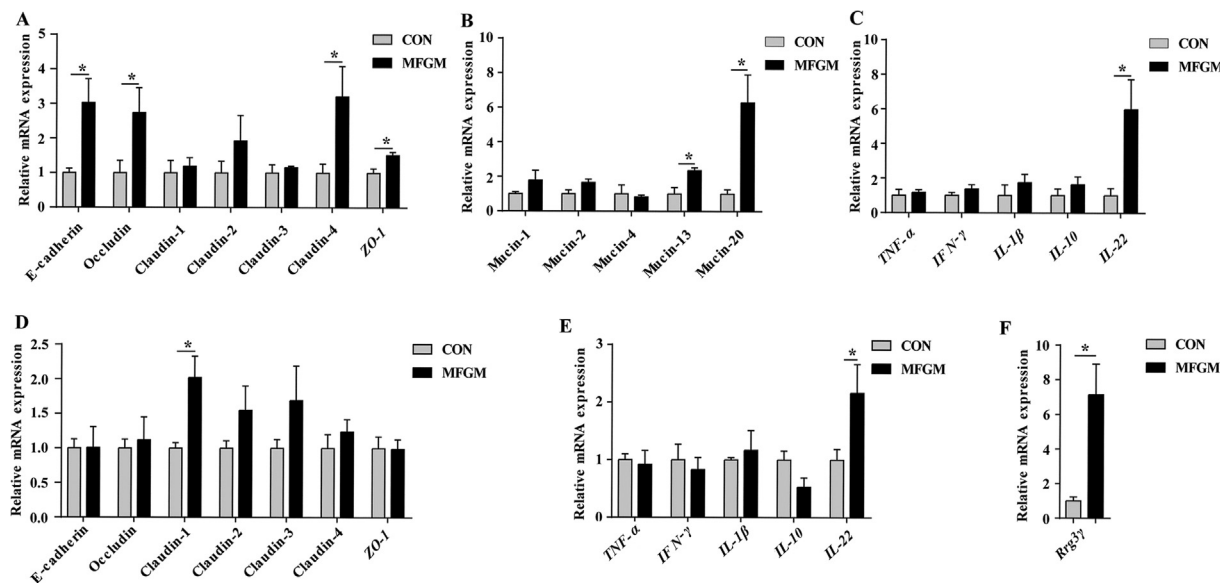 A
Relative mRNA expression
5
4
3
2
1
0
*
*
*
*
CON
MFGM
E-cadherin
Occludin
Claudin-1
Claudin-2
Claudin-3
Claudin-4
ZO-1
B
Relative mRNA expression
10
8
6
4
2
0
*
*
CON
MFGM
Mucin-1
Mucin-2
Mucin-4
Mucin-13
Mucin-20
C
Relative mRNA expression
10
8
6
4
2
0
*
CON
MFGM
TNF-α
IF N-γ
IL-1β
IL-10
IL-22
D
Relative mRNA expression
2.5
2.0
1.5
1.0
0.5
0.0
*
CON
MFGM
E-cadherin
Occludin
Claudin-1
Claudin-2
Claudin-3
Claudin-4
ZO-1
E
Relative mRNA expression
3
2
1
0
*
CON
MFGM
TNF-α
IF N-γ
IL-1β
IL-10
IL-22
F
Relative mRNA expression
10
8
6
4
2
0
*
CON
MFGM
Rrg3γ